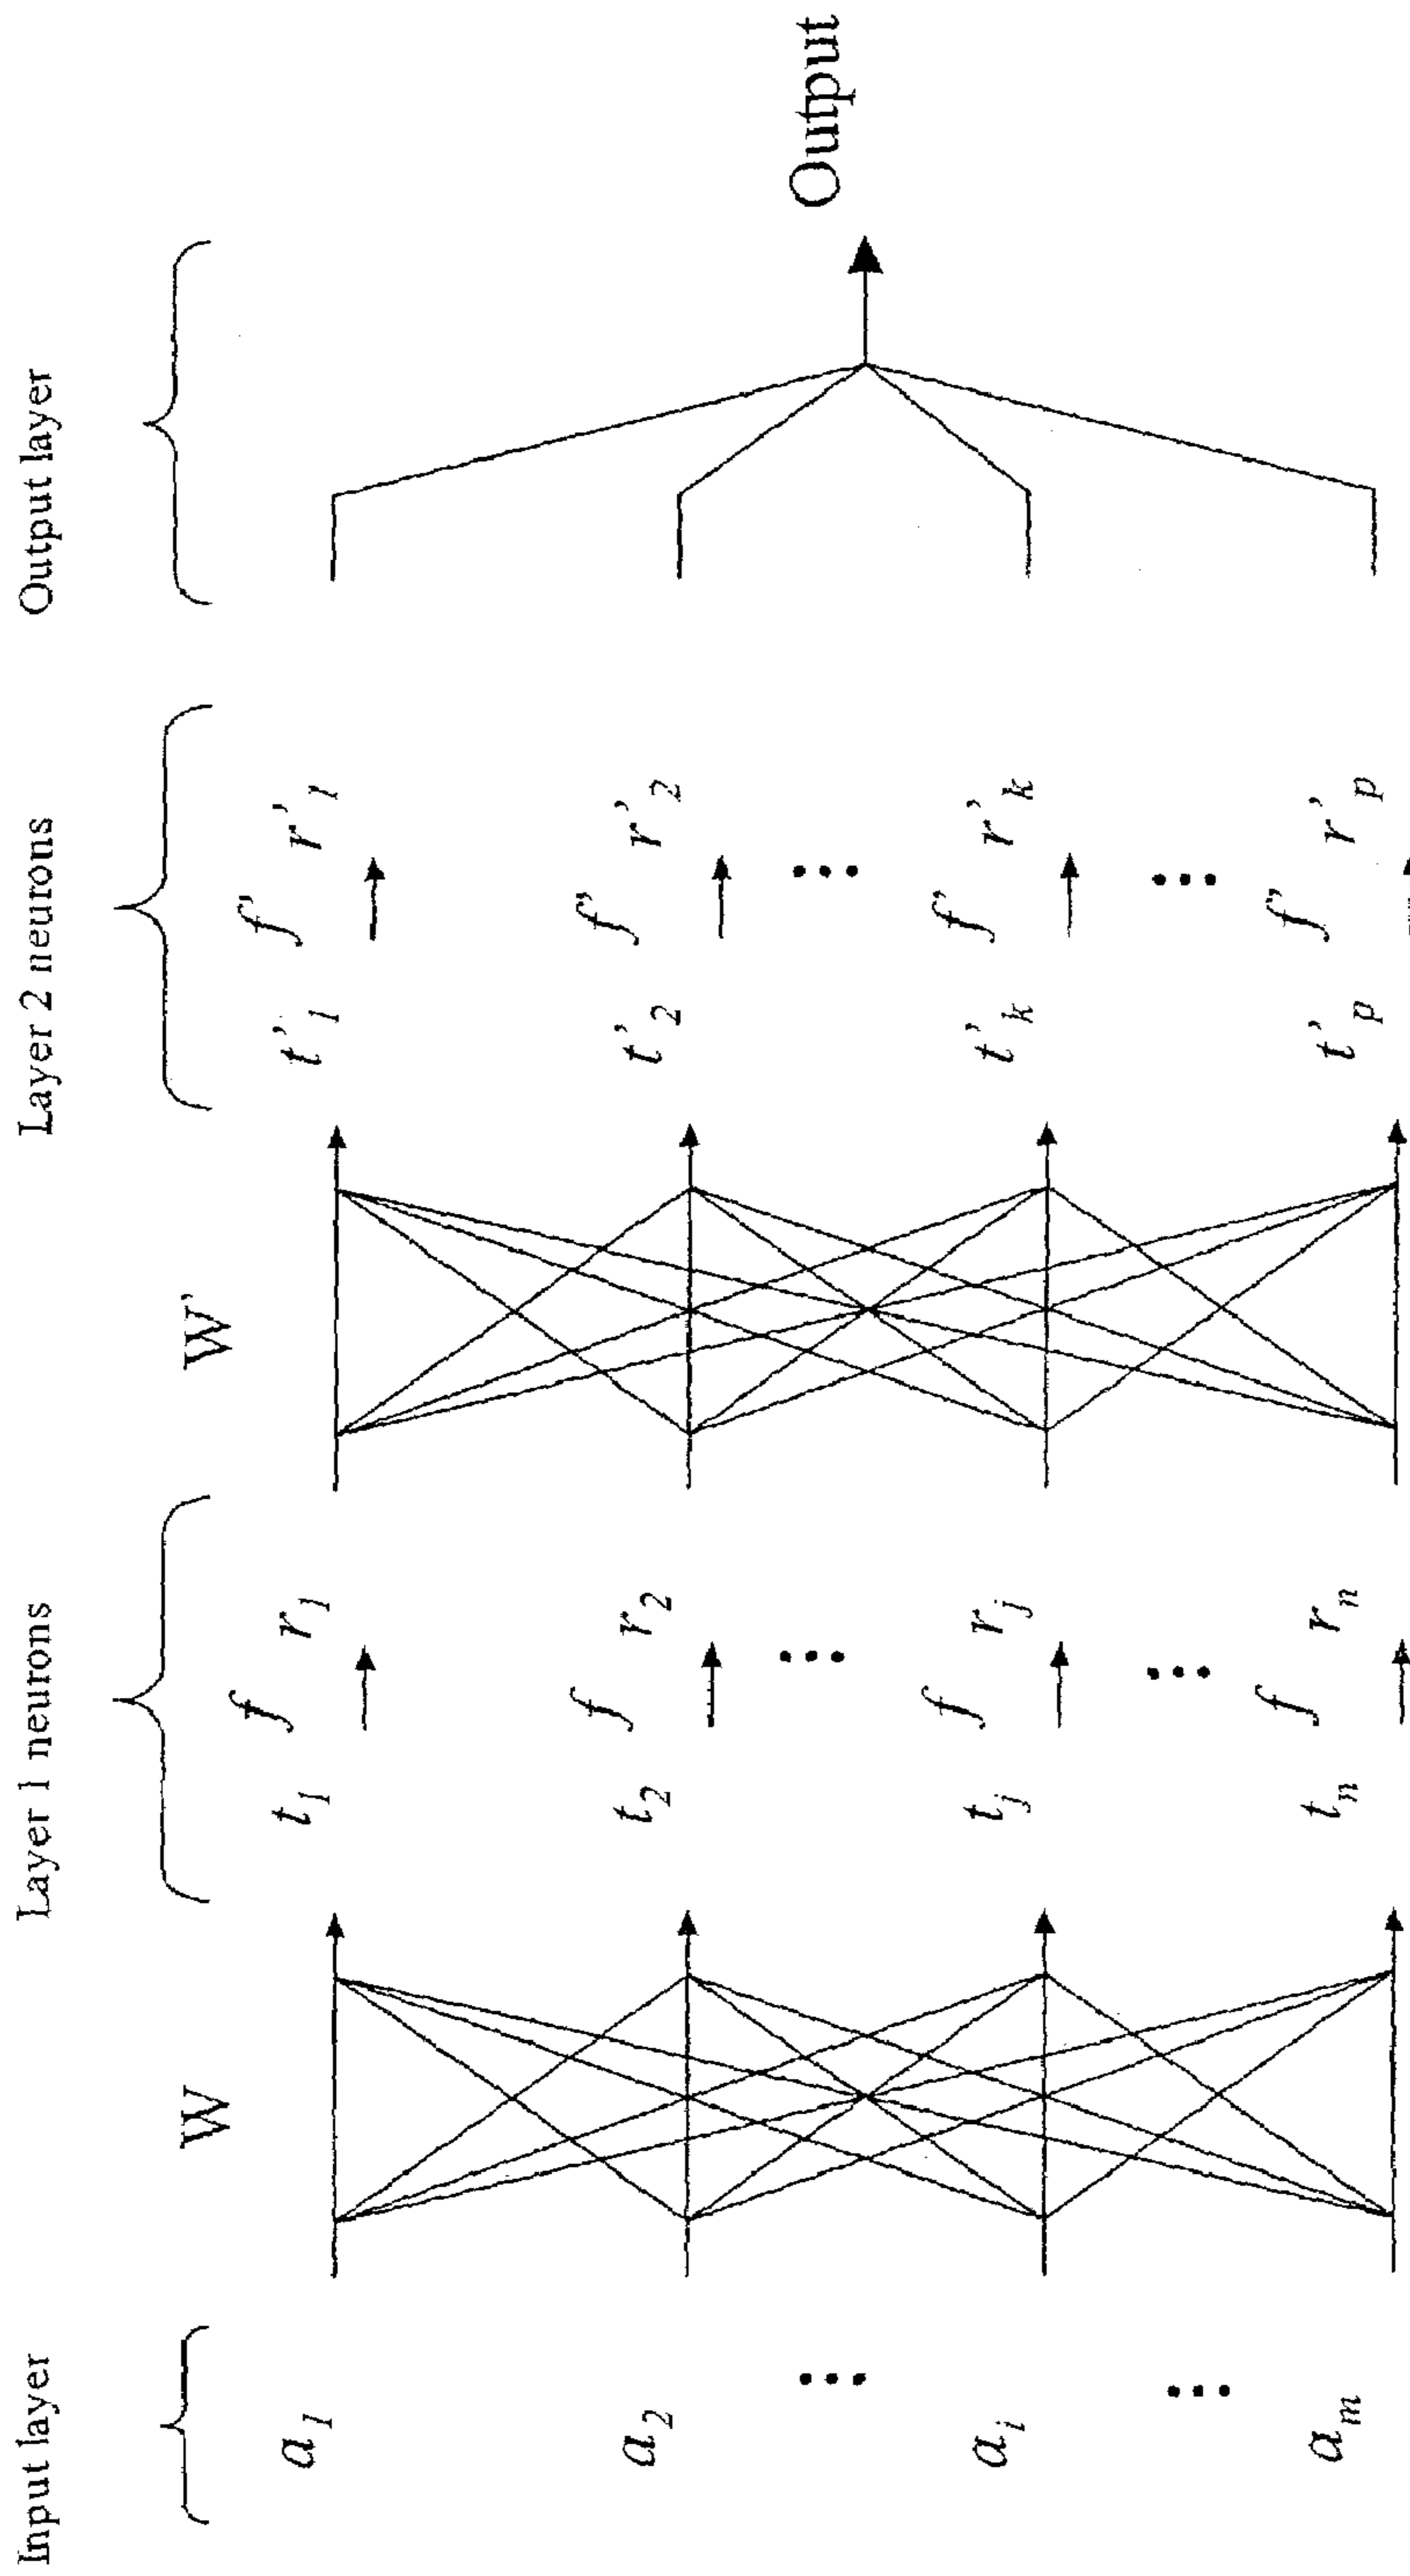 Input layer
Layer 1 neurons
Layer 2 neurons
Output layer
W
W'
a1
t1 f r1
t'1 f' r'1
a2
t2 f r2
t'2 f' r'2
...
...
...
Output
ai
tj f rj
t'k f' r'k
...
...
...
am
tn f rn
t'p f' r'p